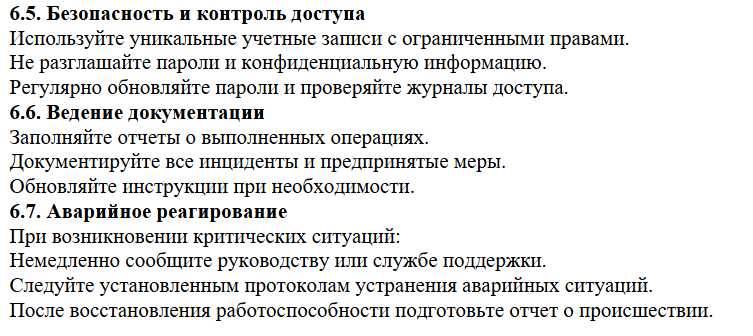 6.5. Безопасность и контроль доступа
Используйте уникальные учетные записи с ограниченными правами.
Не разглашайте пароли и конфиденциальную информацию.
Регулярно обновляйте пароли и проверяйте журналы доступа.
6.6. Ведение документации
Заполняйте отчеты о выполненных операциях.
Документируйте все инциденты и предпринятые меры.
Обновляйте инструкции при необходимости.
6.7. Аварийное реагирование
При возникновении критических ситуаций:
Немедленно сообщите руководству или службе поддержки.
Следуйте установленным протоколам устранения аварийных ситуаций.
После восстановления работоспособности подготовьте отчет о происшествии.